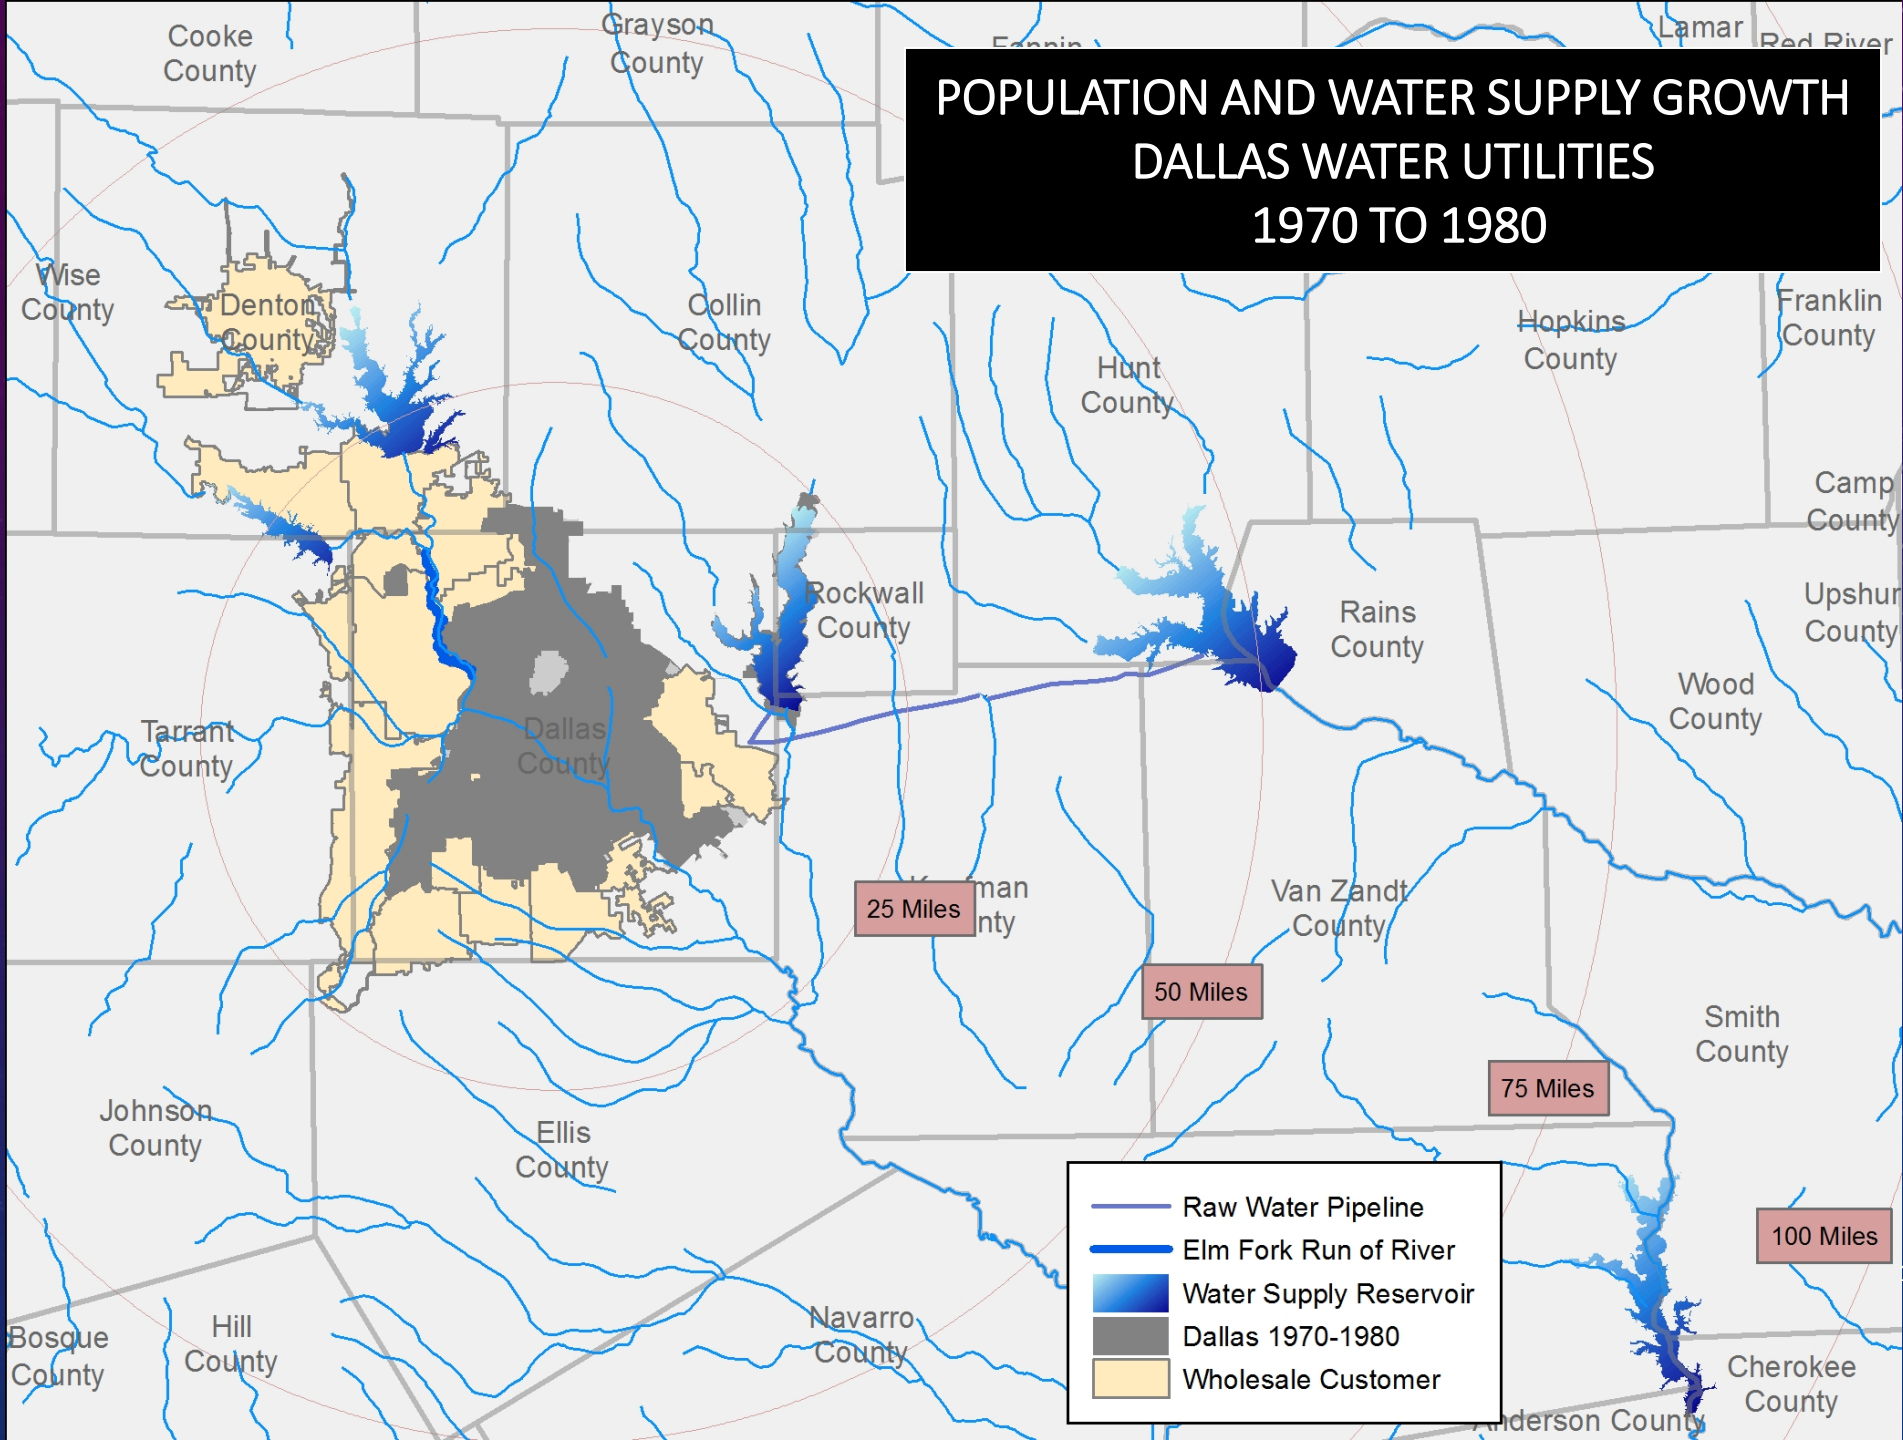 Cooke
County
Grayson
County
Lamar
Red River
POPULATION AND WATER SUPPLY GROWTH
DALLAS WATER UTILITIES
1970 TO 1980
Wise
County
Denton
County
Collin
County
Hunt
County
Hopkins
County
Franklin
County
Camp
County
Rockwall
County
Rains
County
Upshur
County
Wood
County
Tarrant
County
Dallas
County
25 Miles
Van Zandt
County
50 Miles
Smith
County
75 Miles
Johnson
County
Ellis
County
100 Miles
Raw Water Pipeline
Elm Fork Run of River
Water Supply Reservoir
Dallas 1970-1980
Wholesale Customer
Bosque
County
Hill
County
Navarro
County
Cherokee
County
Anderson County